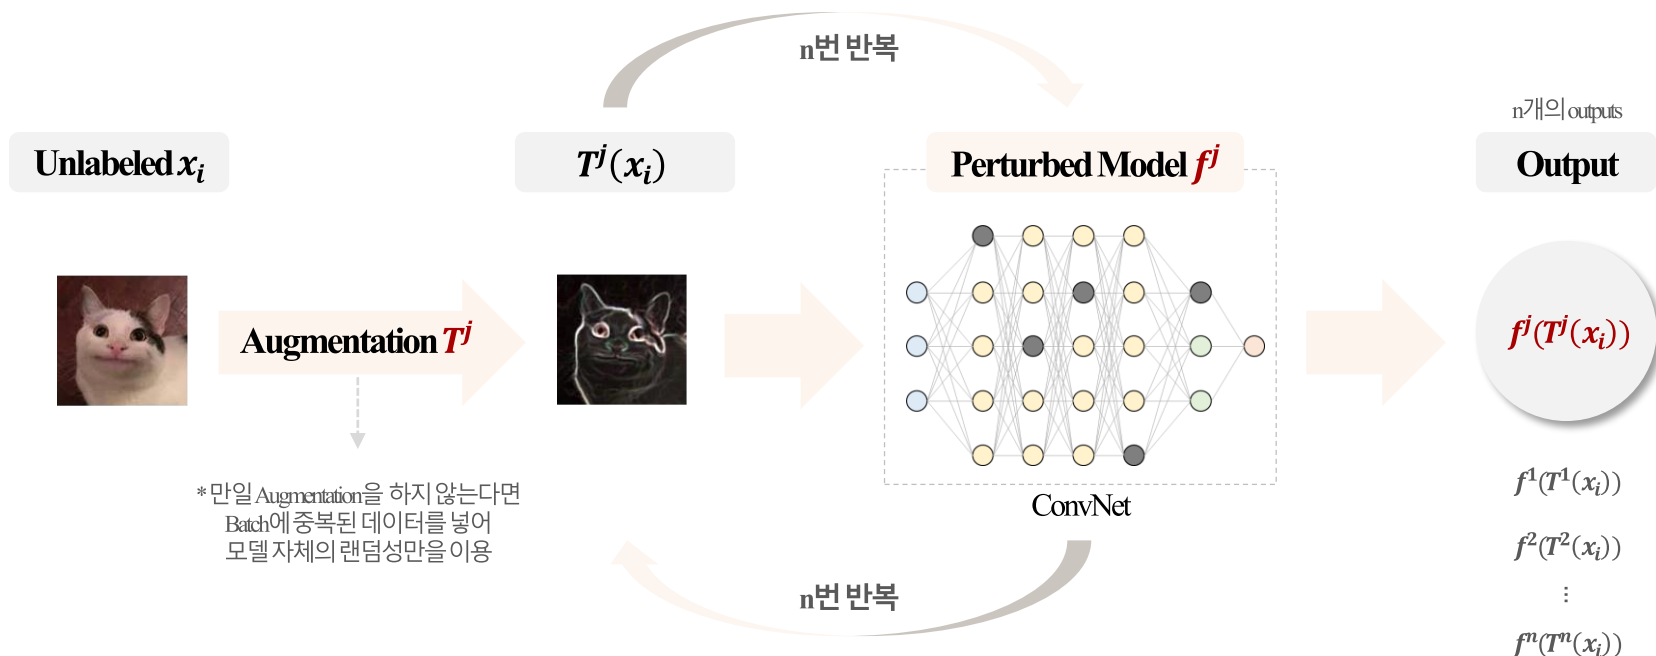 n번 반복
n개의 outputs
Unlabeled xᵢ
Tʲ(xᵢ)
Perturbed Model fʲ
Output
Augmentation Tʲ
fʲ(Tʲ(xᵢ))
* 만일 Augmentation을 하지 않는다면
Batch에 중복된 데이터를 넣어
모델 자체의 랜덤성만을 이용
ConvNet
n번 반복
f¹(T¹(xᵢ))
f²(T²(xᵢ))
⋮
fⁿ(Tⁿ(xᵢ))